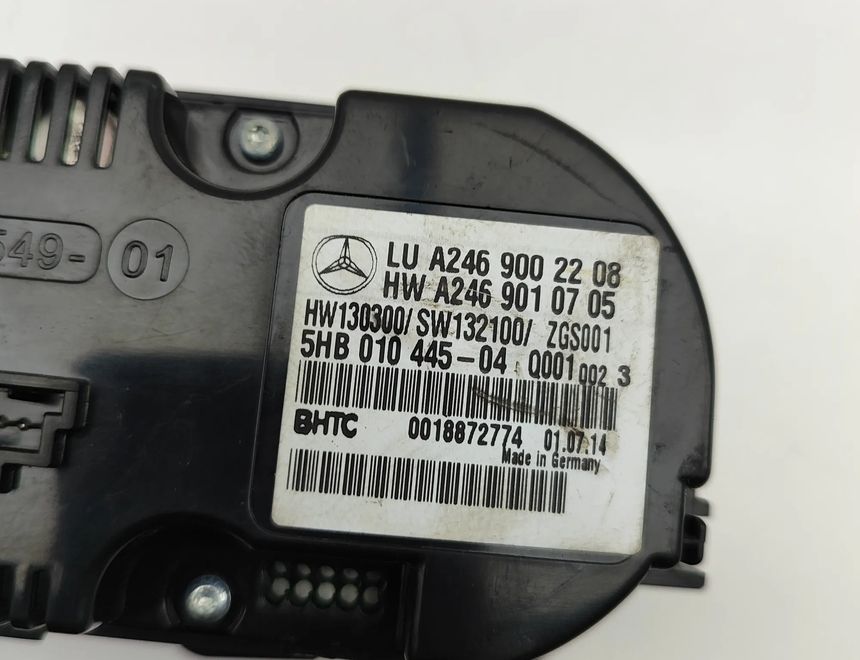 549-
01
LU A246 900 22 08
HW A246 901 07 05
HW130300/ SW132100/ ZGS001
5HB 010 445-04 Q001 002 3
BHTC 0018872774 01.07.14
Made in Germany